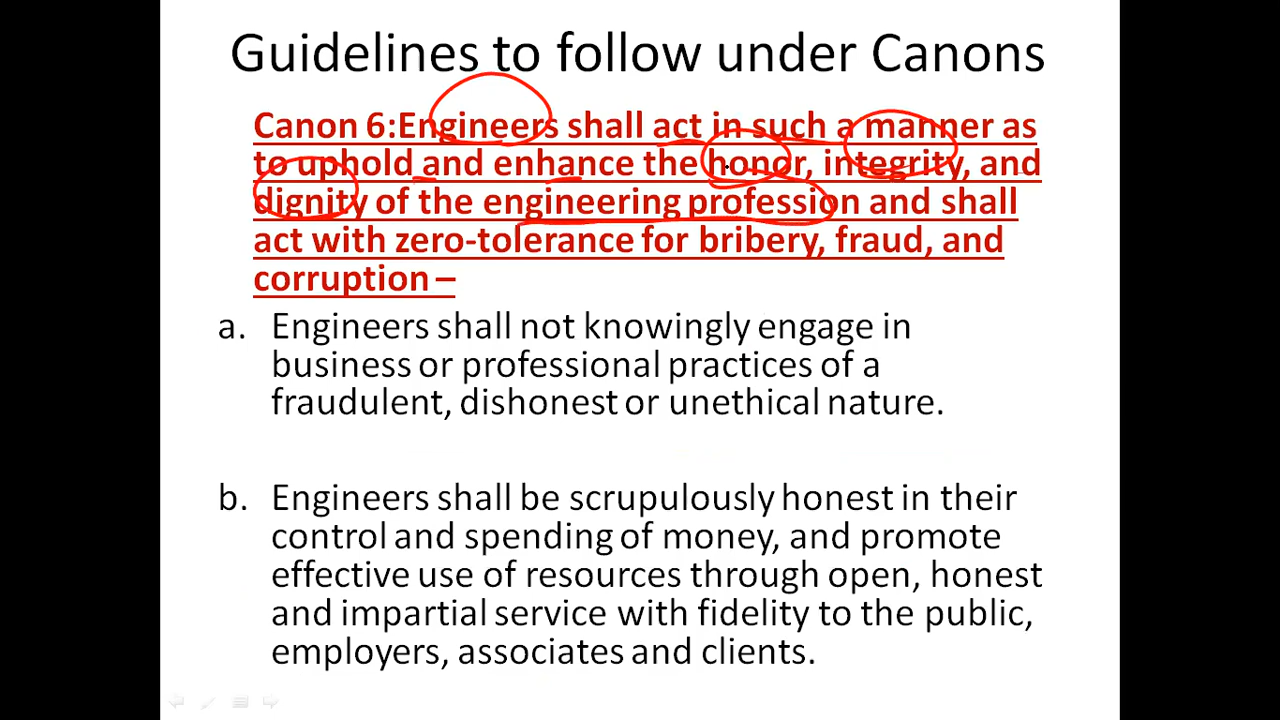 Guidelines to follow under Canons
Canon 6:Engineers shall act in such a manner as
to uphold and enhance the honor, integrity, and
dignity of the engineering profession and shall
act with zero-tolerance for bribery, fraud, and
corruption –
a. Engineers shall not knowingly engage in
business or professional practices of a
fraudulent, dishonest or unethical nature.
b. Engineers shall be scrupulously honest in their
control and spending of money, and promote
effective use of resources through open, honest
and impartial service with fidelity to the public,
employers, associates and clients.